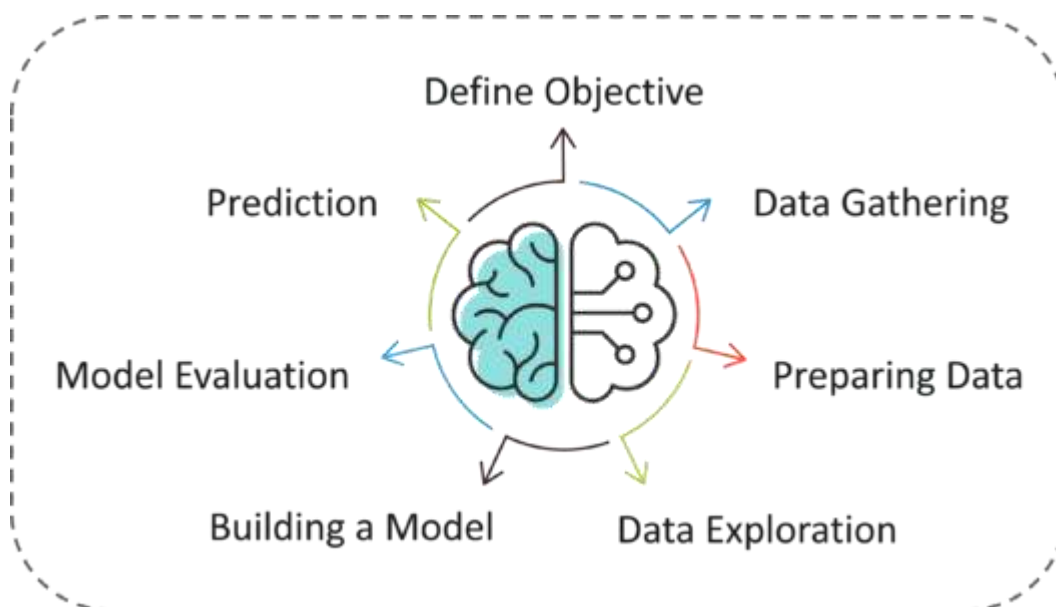 Define Objective
Data Gathering
Preparing Data
Data Exploration
Building a Model
Model Evaluation
Prediction